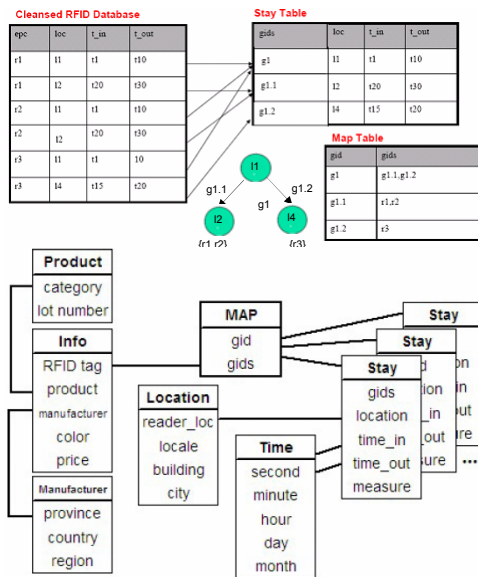 Cleansed RFID Database
epc loc t_in t_out
r1 l1 t1 t10
r1 l2 t20 t30
r2 l1 t1 t10
r2 l2 t20 t30
r3 l1 t1 10
r3 l4 t15 t20
Stay Table
gids loc t_in t_out
g1 l1 t1 t10
g1.1 l2 t20 t30
g1.2 l4 t15 t20
Map Table
gid gids
g1 g1.1,g1.2
g1.1 r1,r2
g1.2 r3
l1
g1.1 g1.2
g1
l2 l4
{r1,r2} {r3}
Product
category
lot number
Info
RFID tag
product
manufacturer
color
price
Manufacturer
province
country
region
MAP
gid
gids
Location
reader_loc
locale
building
city
Time
second
minute
hour
day
month
Stay
Stay
Stay
gids
location
time_in
time_out
measure
...